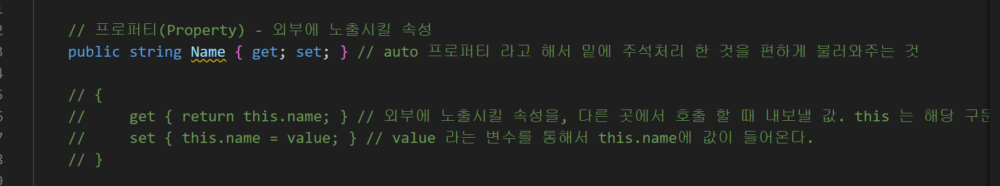 // 프로퍼티(Property) - 외부에 노출시킬 속성
public string Name { get; set; } // auto 프로퍼티 라고 해서 밑에 주석처리 한 것을 편하게 불러와주는 것
// {
//     get { return this.name; } // 외부에 노출시킬 속성을, 다른 곳에서 호출 할 때 내보낼 값. this 는 해당 구문
//     set { this.name = value; } // value 라는 변수를 통해서 this.name에 값이 들어온다.
// }